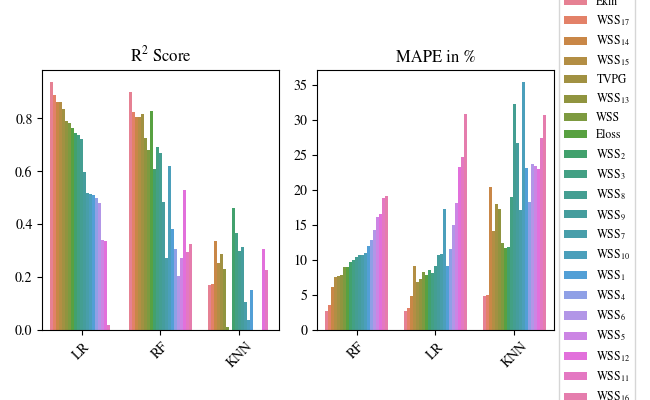 R² Score
0.8
0.6
0.4
0.2
0.0
LR
RF
KNN
MAPE in %
35
30
25
20
15
10
5
0
RF
LR
KNN
Ekin
WSS₁₇
WSS₁₄
WSS₁₅
TVPG
WSS₁₃
WSS
Eloss
WSS₂
WSS₃
WSS₈
WSS₉
WSS₇
WSS₁₀
WSS₁
WSS₄
WSS₆
WSS₅
WSS₁₂
WSS₁₁
WSS₁₆